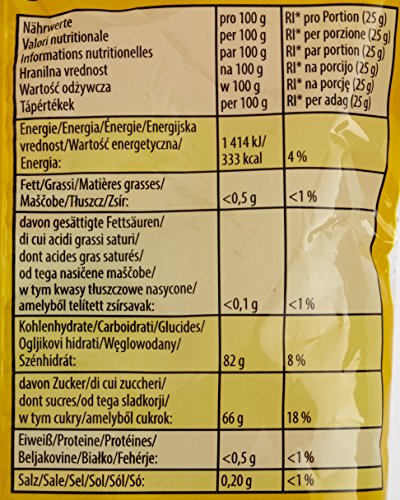 Nährwerte
Valori nutritionale
Informations nutritionelles
Hranilna vrednost
Wartość odżywcza
Tápértékek
pro 100 g
per 100 g
par 100 g
na 100 g
w 100 g
per 100 g
RI* pro Portion (25 g)
RI* per porzione (25 g)
RI* par portion (25 g)
RI* na porcijo (25 g)
RI* na porcję (25 g)
RI* per adag (25 g)
Energie/Energia/Énergie/Energijska
vrednost/Wartość energetyczna/
Energia:
1 414 kJ/
333 kcal
4 %
Fett/Grassi/Matières grasses/
Maščobe/Tłuszcz/Zsír:
<0,5 g
<1 %
davon gesättigte Fettsäuren/
di cui acidi grassi saturi/
dont acides gras saturés/
od tega nasičene maščobe/
w tym kwasy tłuszczowe nasycone/
amelyből telített zsírsavak:
<0,1 g
<1 %
Kohlenhydrate/Carboidrati/Glucides/
Ogljikovi hidrati/Węglowodany/
Szénhidrát:
82 g
8 %
davon Zucker/di cui zuccheri/
dont sucres/od tega sladkorji/
w tym cukry/amelyből cukrok:
66 g
18 %
Eiweiß/Proteine/Protéines/
Beljakovine/Białko/Fehérje:
<0,5 g
<1 %
Salz/Sale/Sel/Sol/Sól/Só:
0,20 g
<1 %